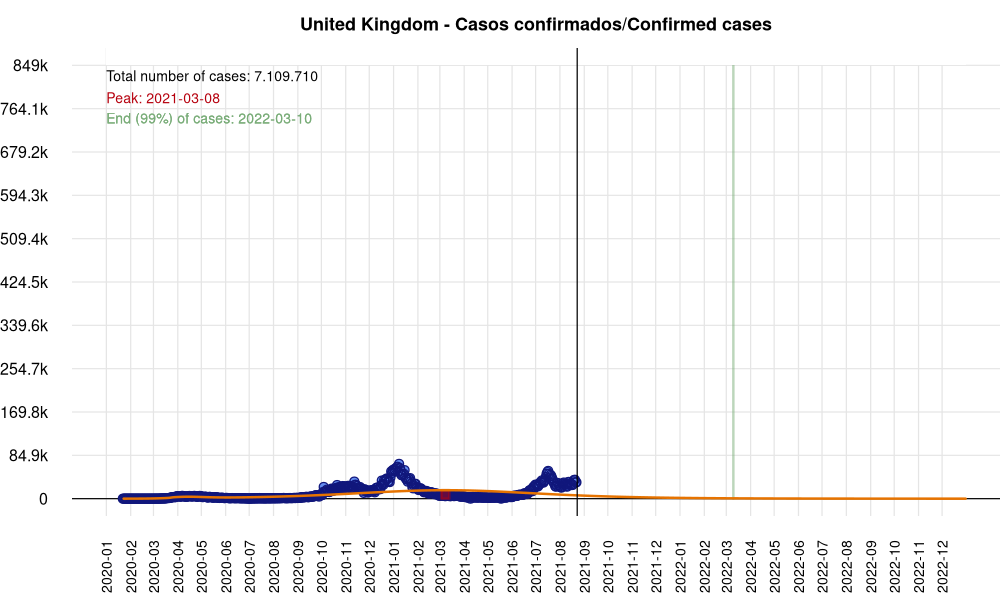 United Kingdom - Casos confirmados/Confirmed cases
849k
Total number of cases: 7.109.710
Peak: 2021-03-08
764.1k
End (99%) of cases: 2022-03-10
679.2k
594.3k
509.4k
424.5k
339.6k
254.7k
169.8k
84.9k
0
2020-01
2020-02
2020-03
2020-04
2020-05
2020-06
2020-07
2020-08
2020-09
2020-10
2020-11
2020-12
2021-01
2021-02
2021-03
2021-04
2021-05
2021-06
2021-07
2021-08
2021-09
2021-10
2021-11
2021-12
2022-01
2022-02
2022-03
2022-04
2022-05
2022-06
2022-07
2022-08
2022-09
2022-10
2022-11
2022-12